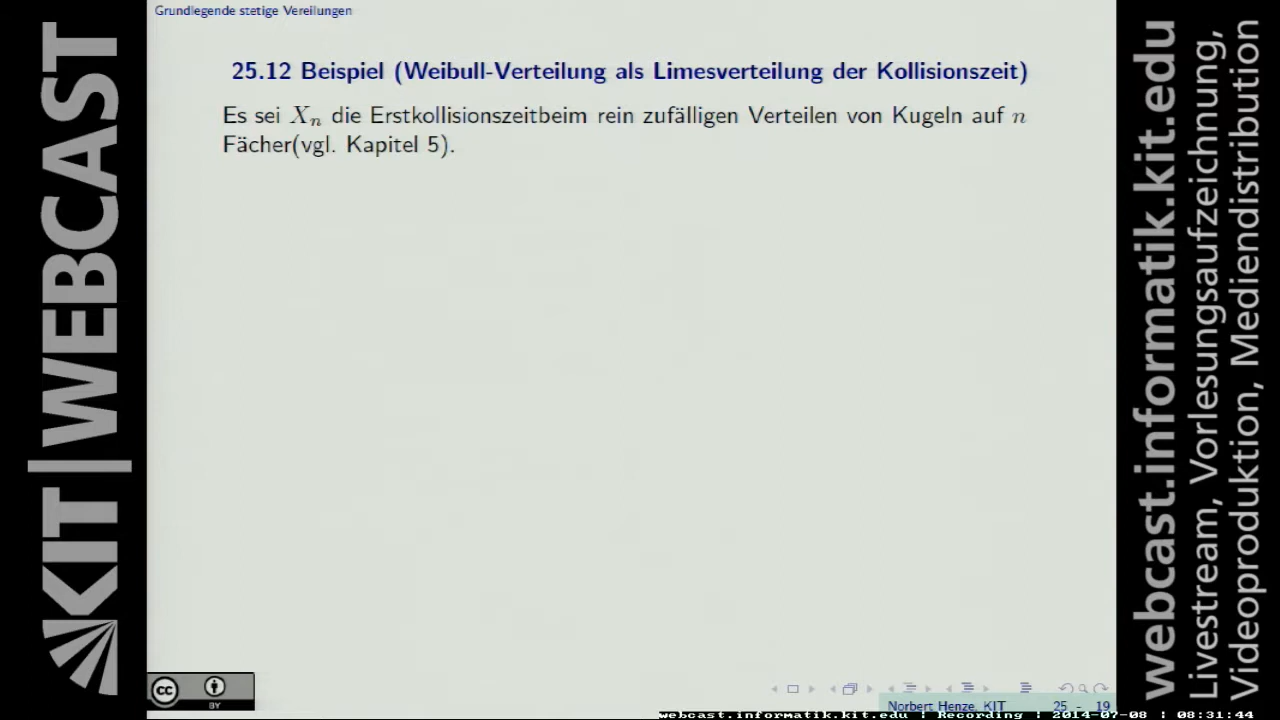 Grundlegende stetige Vereilungen
25.12 Beispiel (Weibull-Verteilung als Limesverteilung der Kollisionszeit)
Es sei Xn die Erstkollisionszeitbeim rein zufälligen Verteilen von Kugeln auf n
Fächer(vgl. Kapitel 5).
KIT|WEBCAST
webcast.informatik.kit.edu
Livestream, Vorlesungsaufzeichnung,
Videoproduktion, Mediendistribution
cc
BY
Norbert Henze, KIT 25 - 19
webcast.informatik.kit.edu | Recording | 2014-07-08 | 08:31:44